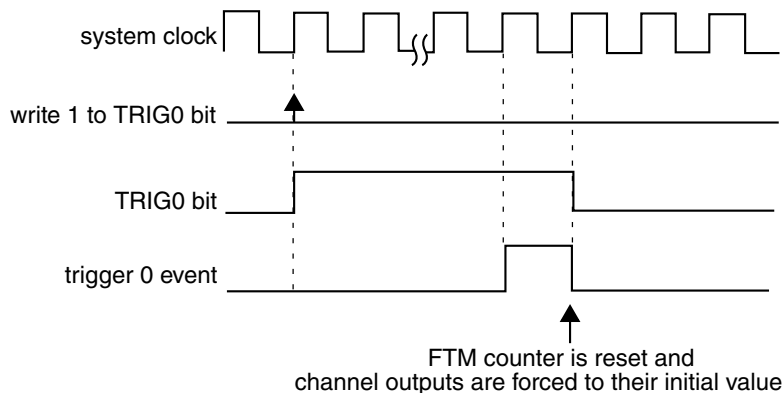 system clock
write 1 to TRIG0 bit
TRIG0 bit
trigger 0 event
FTM counter is reset and
channel outputs are forced to their initial value